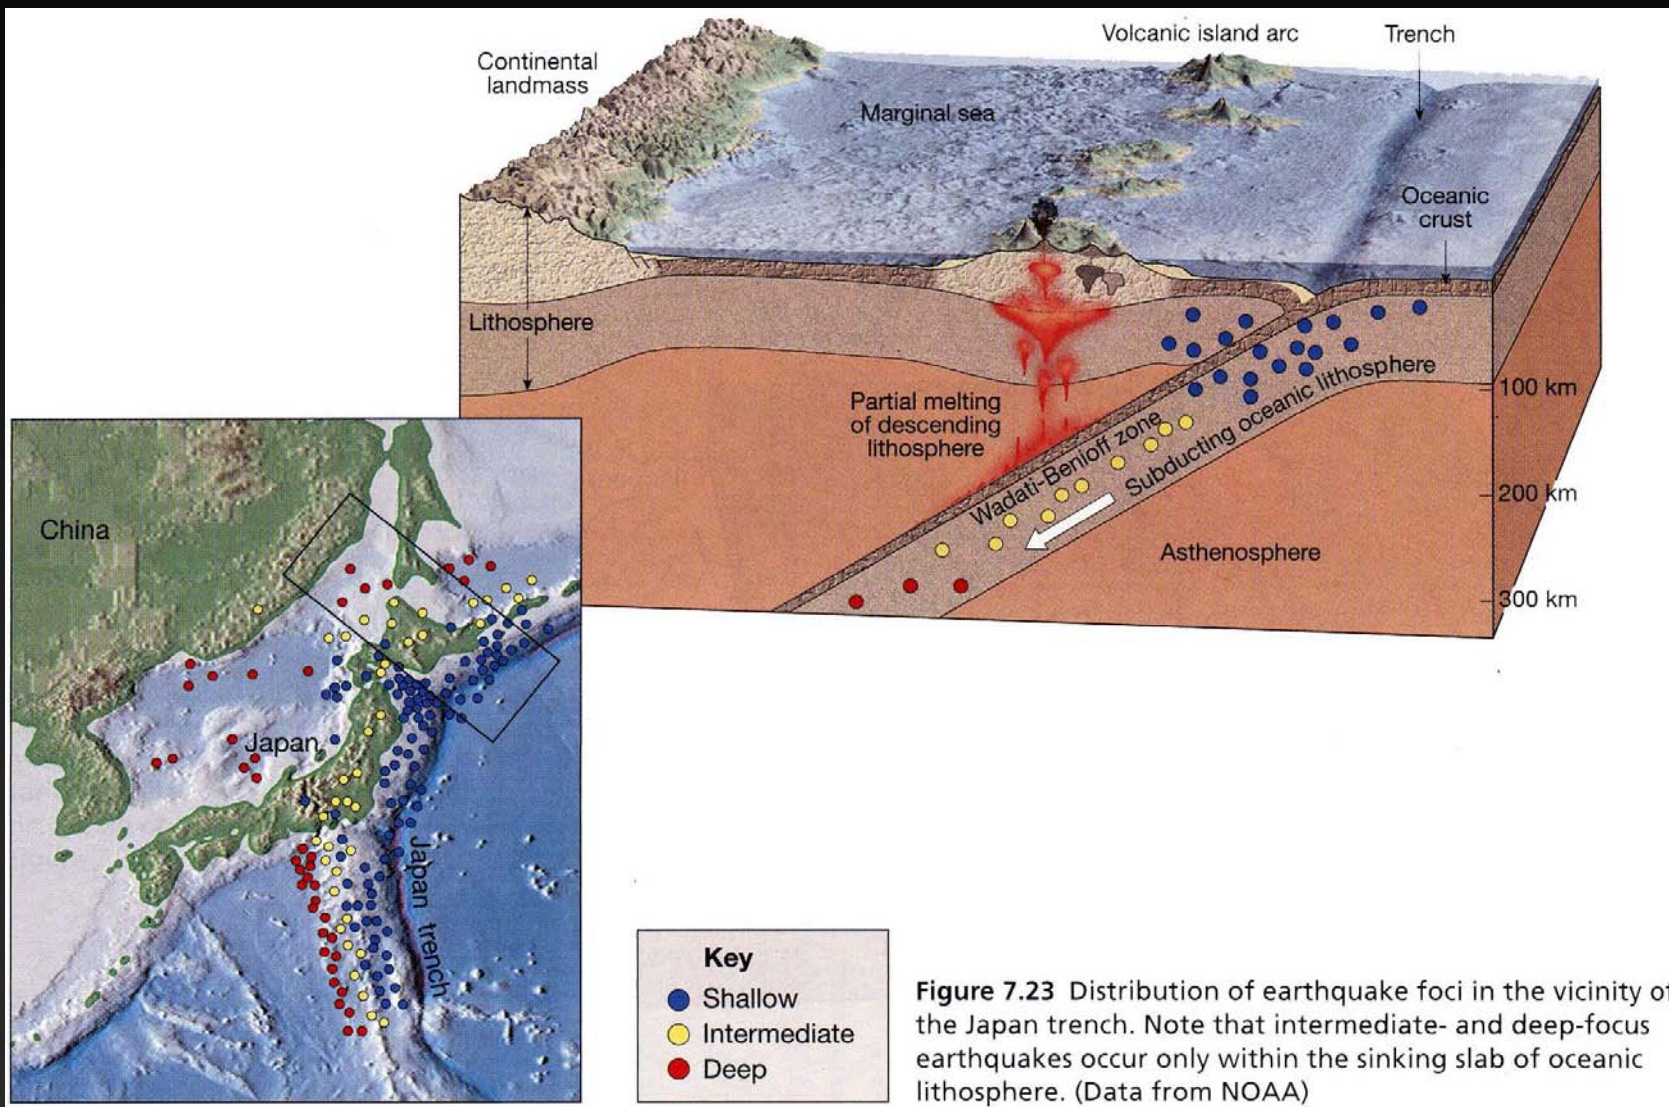 Continental
landmass
Volcanic island arc
Trench
Marginal sea
Oceanic
crust
Lithosphere
100 km
Partial melting
of descending
lithosphere
Wadati-Benioff zone
Subducting oceanic lithosphere
200 km
Asthenosphere
300 km
China
Japan
Japan trench
Key
Shallow
Intermediate
Deep
Figure 7.23 Distribution of earthquake foci in the vicinity of
the Japan trench. Note that intermediate- and deep-focus
earthquakes occur only within the sinking slab of oceanic
lithosphere. (Data from NOAA)